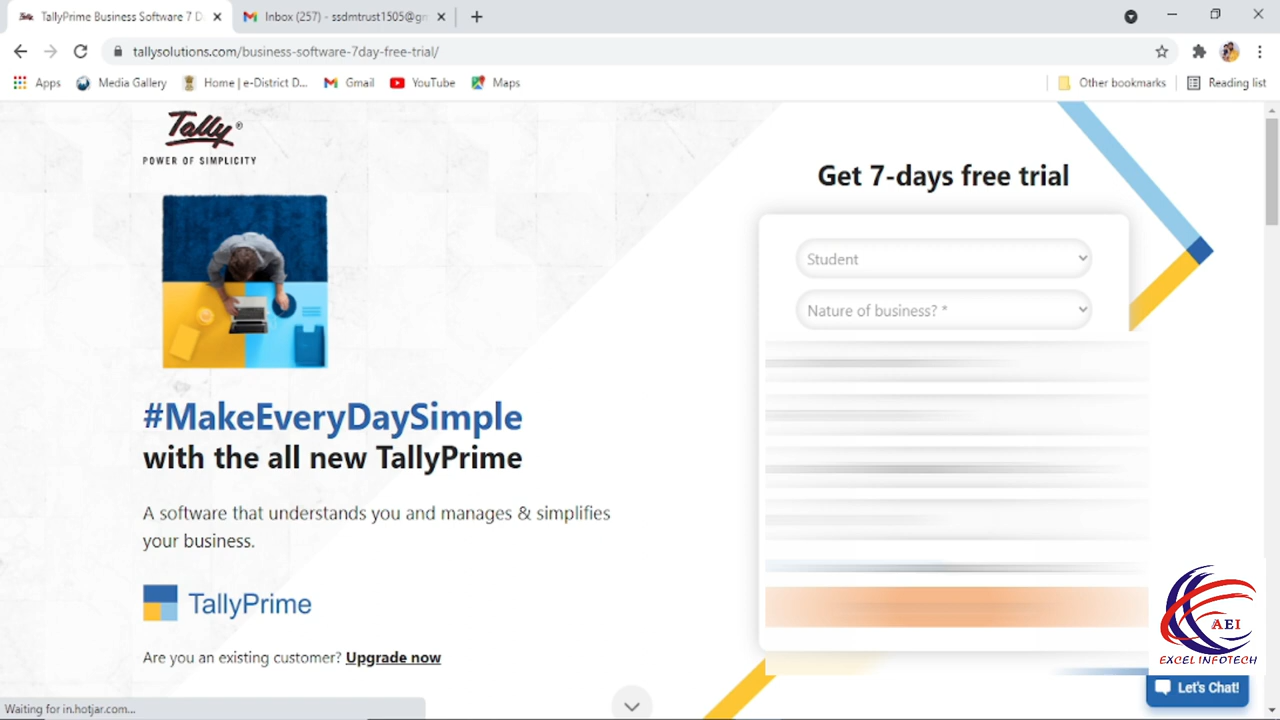 TallyPrime Business Software 7 D
Inbox (257) - ssdmtrust1505@gm
tallysolutions.com/business-software-7day-free-trial/
Apps
Media Gallery
Home | e-District D...
Gmail
YouTube
Maps
Other bookmarks
Reading list
Tally®
POWER OF SIMPLICITY
Get 7-days free trial
Student
Nature of business? *
#MakeEveryDaySimple
with the all new TallyPrime
A software that understands you and manages & simplifies
your business.
TallyPrime
Are you an existing customer? Upgrade now
AEI
EXCEL INFOTECH
Let's Chat!
Waiting for in.hotjar.com...